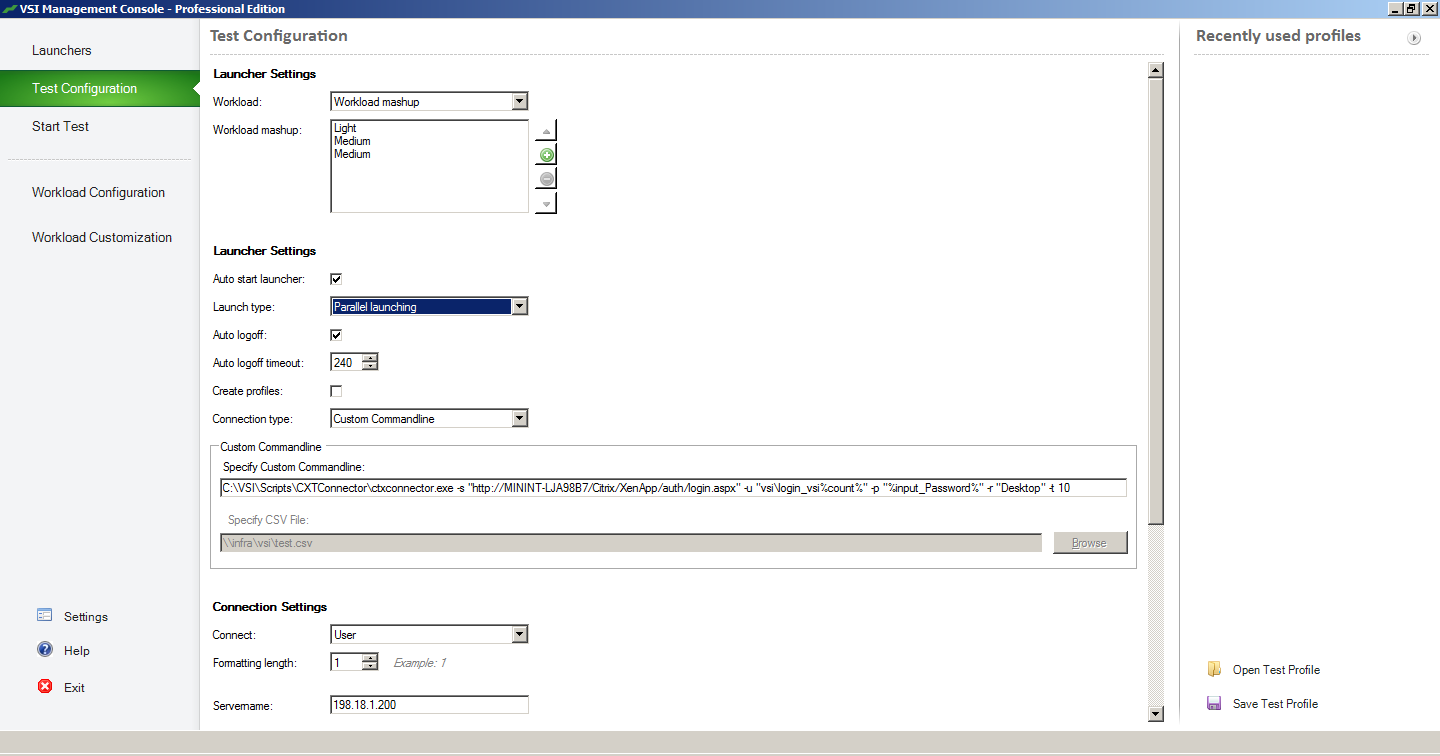 VSI Management Console - Professional Edition
Launchers
Test Configuration
Start Test
Workload Configuration
Workload Customization
Settings
Help
Exit
Test Configuration
Launcher Settings
Workload: Workload mashup
Workload mashup: Light
Medium
Medium
Launcher Settings
Auto start launcher:
Launch type: Parallel launching
Auto logoff:
Auto logoff timeout: 240
Create profiles:
Connection type: Custom Commandline
Custom Commandline
Specify Custom Commandline:
C:\VSI\Scripts\CXTConnector\ctxconnector.exe -s "http://MININT-LJA98B7/Citrix/XenApp/auth/login.aspx" -u "vsi\login_vsi%count%" -p "%input_Password%" -r "Desktop" -t 10
Specify CSV File:
\\infra\vsi\test.csv Browse
Connection Settings
Connect: User
Formatting length: 1 Example: 1
Servername: 198.18.1.200
Recently used profiles
Open Test Profile
Save Test Profile